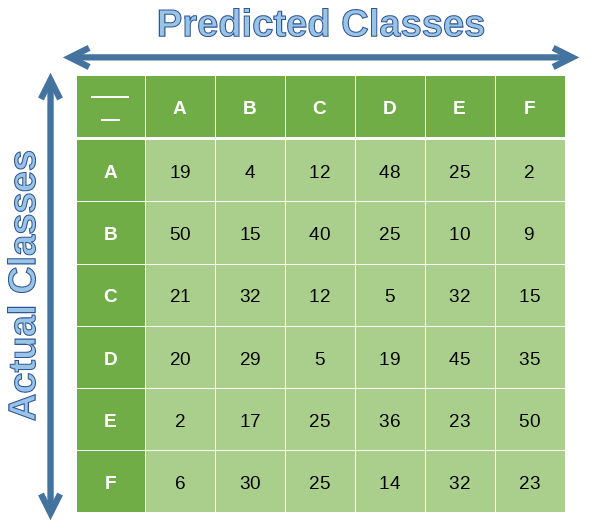 Predicted Classes
Actual Classes
A B C D E F
A 19 4 12 48 25 2
B 50 15 40 25 10 9
C 21 32 12 5 32 15
D 20 29 5 19 45 35
E 2 17 25 36 23 50
F 6 30 25 14 32 23